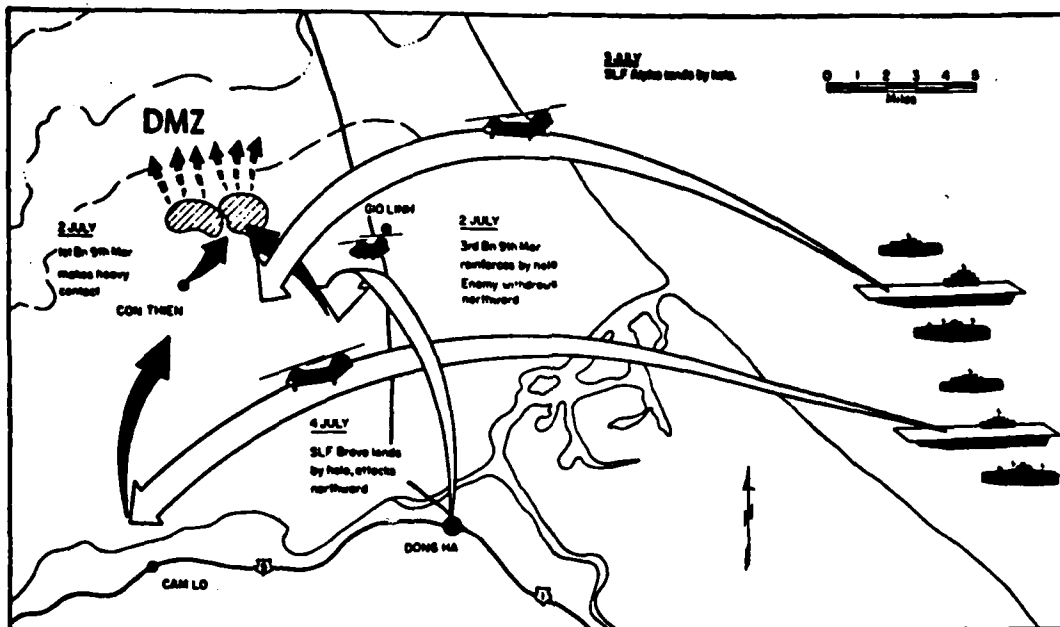 3 JULY
SLF Alpha lands by helo.
0 1 2 3 4 5
Miles
DMZ
GIO LINH
2 JULY
1st Bn 9th Mar
makes heavy
contact
2 JULY
3rd Bn 9th Mar
reinforces by helo
Enemy withdraws
northward
CON THIEN
4 JULY
SLF Bravo lands
by helo, attacks
northward
N
DONG HA
CAM LO
9
1